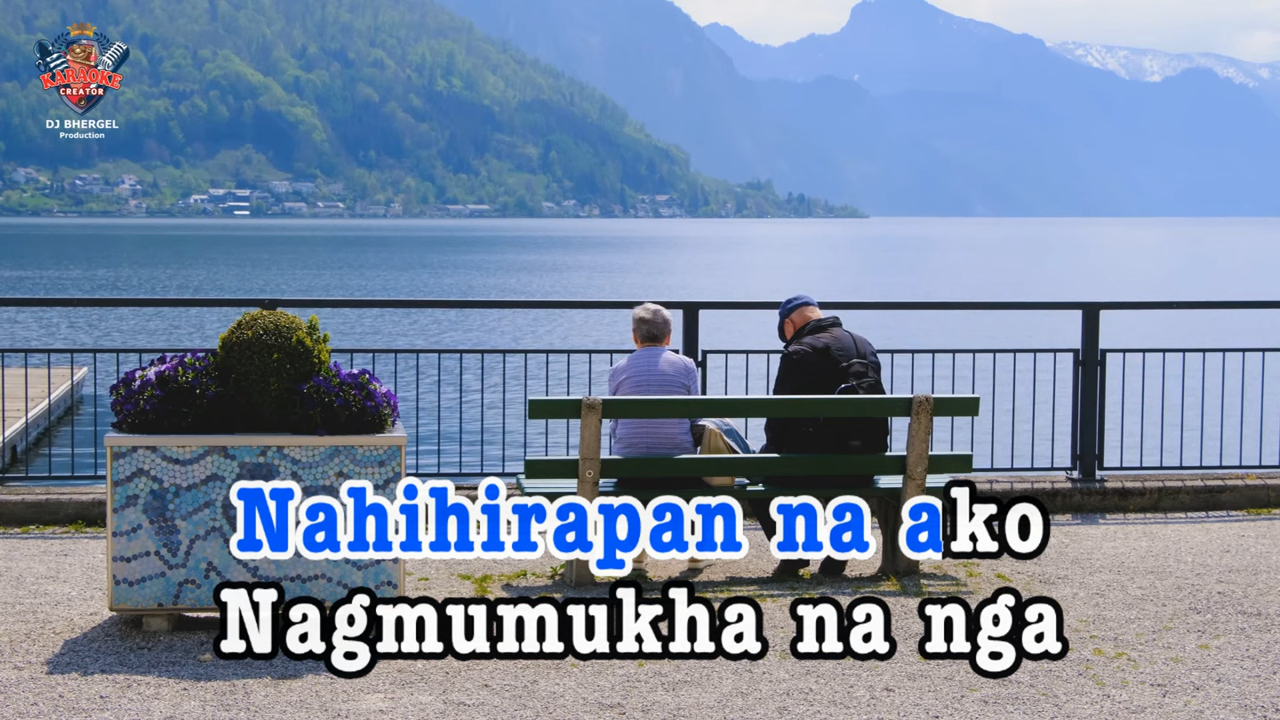 KARAOKE
CREATOR
DJ BHERGEL
Production
Nahihirapan na ako
Nagmumukha na nga